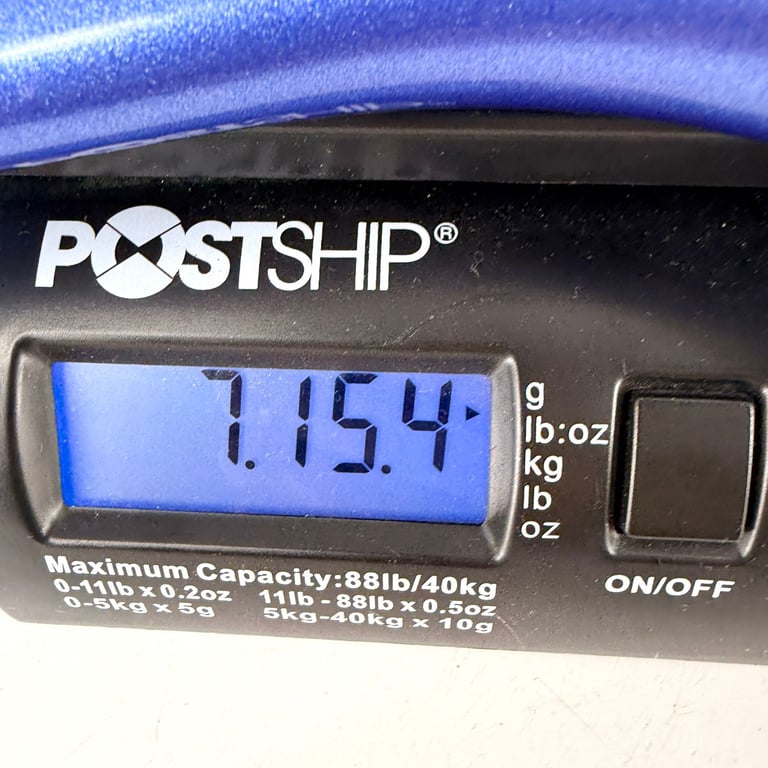 POSTSHIP®
7.15.4
g
lb:oz
kg
lb
oz
ON/OFF
Maximum Capacity:88lb/40kg
0-11lb x 0.2oz 11lb - 88lb x 0.5oz
0-5kg x 5g 5kg-40kg x 10g